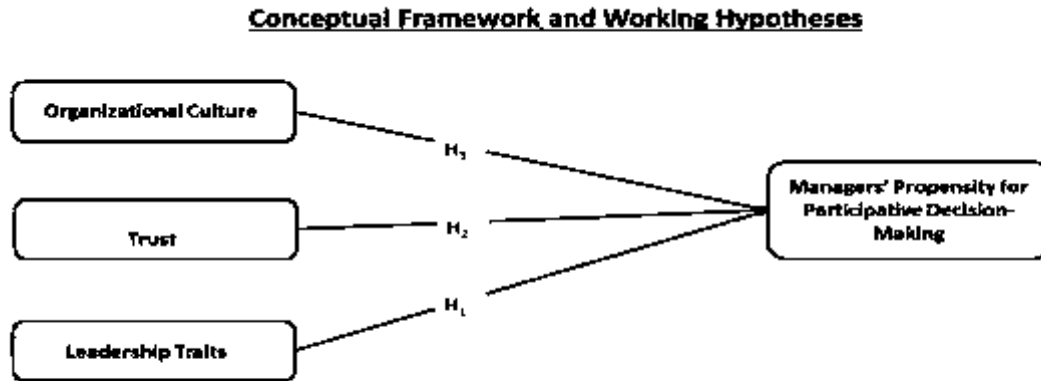 Conceptual Framework and Working Hypotheses
Organizational Culture
H3
Managers' Propensity for
Participative Decision-
Making
Trust
H2
H1
Leadership Traits